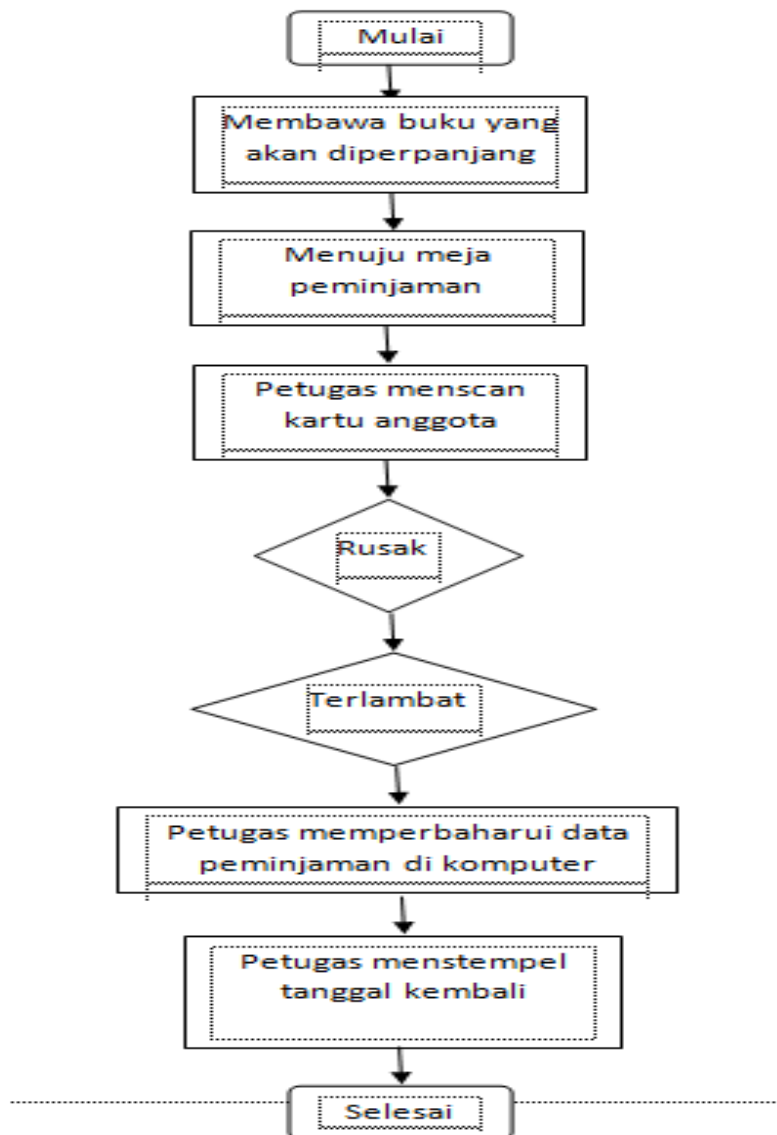 Mulai
Membawa buku yang
akan diperpanjang
Menuju meja
peminjaman
Petugas menscan
kartu anggota
Rusak
Terlambat
Petugas memperbaharui data
peminjaman di komputer
Petugas menstempel
tanggal kembali
Selesai